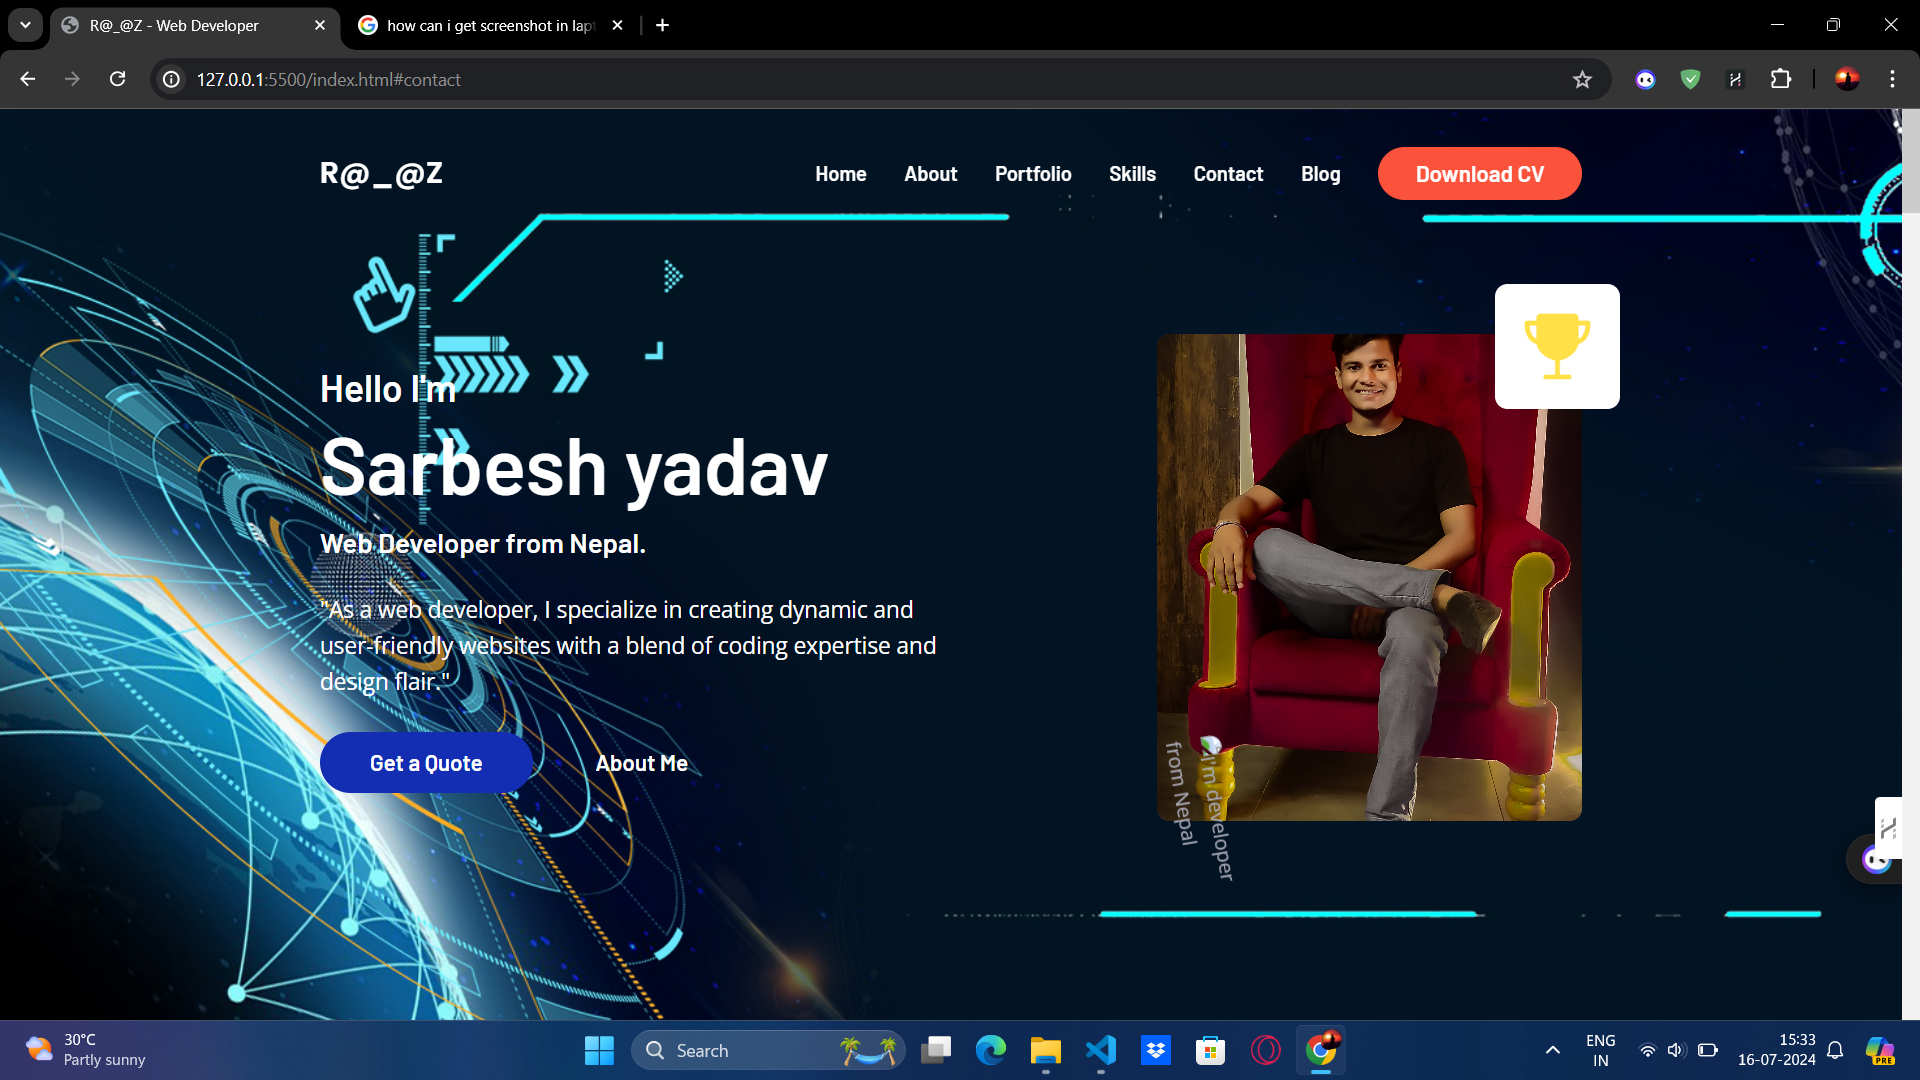 R@_@Z - Web Developer
how can i get screenshot in lapt
127.0.0.1:5500/index.html#contact
R@_@Z
Home
About
Portfolio
Skills
Contact
Blog
Download CV
Hello I'm
Sarbesh yadav
Web Developer from Nepal.
"As a web developer, I specialize in creating dynamic and
user-friendly websites with a blend of coding expertise and
design flair."
Get a Quote
About Me
I'm developer
from Nepal
30°C
Partly sunny
Search
ENG
IN
15:33
16-07-2024
PRE